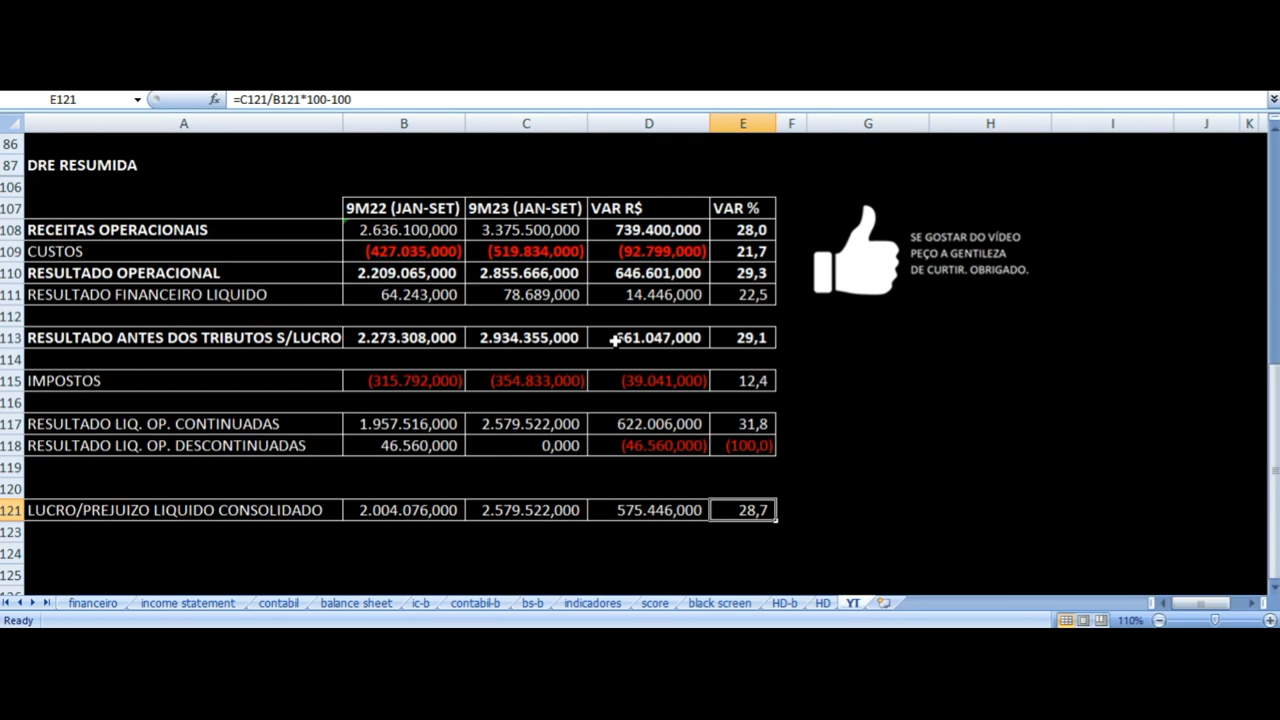 E121 fx =C121/B121*100-100
A B C D E F G H I J K
86
87 DRE RESUMIDA
106
107 9M22 (JAN-SET) 9M23 (JAN-SET) VAR R$ VAR %
108 RECEITAS OPERACIONAIS 2.636.100,000 3.375.500,000 739.400,000 28,0
109 CUSTOS (427.035,000) (519.834,000) (92.799,000) 21,7
110 RESULTADO OPERACIONAL 2.209.065,000 2.855.666,000 646.601,000 29,3
111 RESULTADO FINANCEIRO LIQUIDO 64.243,000 78.689,000 14.446,000 22,5
112
113 RESULTADO ANTES DOS TRIBUTOS S/LUCRO 2.273.308,000 2.934.355,000 661.047,000 29,1
114
115 IMPOSTOS (315.792,000) (354.833,000) (39.041,000) 12,4
116
117 RESULTADO LIQ. OP. CONTINUADAS 1.957.516,000 2.579.522,000 622.006,000 31,8
118 RESULTADO LIQ. OP. DESCONTINUADAS 46.560,000 0,000 (46.560,000) (100,0)
119
120
121 LUCRO/PREJUIZO LIQUIDO CONSOLIDADO 2.004.076,000 2.579.522,000 575.446,000 28,7
123
124
125
SE GOSTAR DO VÍDEO
PEÇO A GENTILEZA
DE CURTIR. OBRIGADO.
financeiro income statement contabil balance sheet ic-b contabil-b bs-b indicadores score black screen HD-b HD YT
Ready 110%